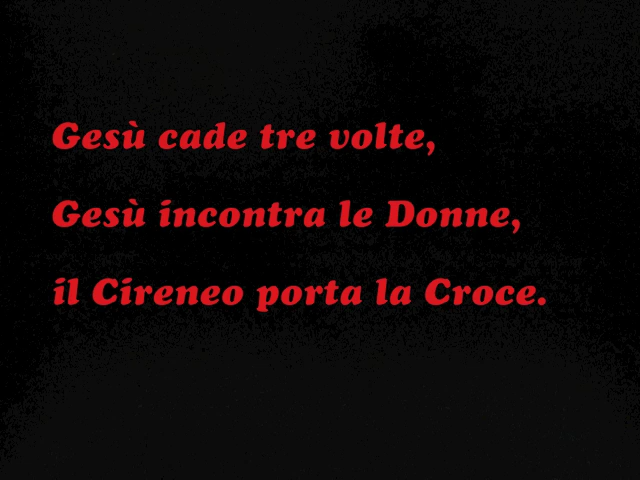 Gesù cade tre volte,
Gesù incontra le Donne,
il Cireneo porta la Croce.